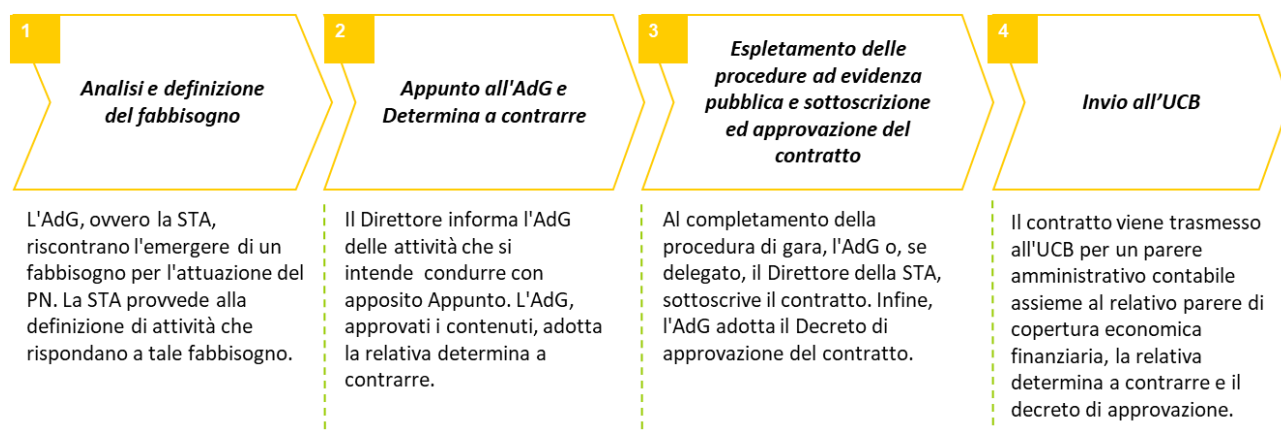 1
Analisi e definizione
del fabbisogno
L'AdG, ovvero la STA,
riscontrano l'emergere di un
fabbisogno per l'attuazione del
PN. La STA provvede alla
definizione di attività che
rispondano a tale fabbisogno.
2
Appunto all'AdG e
Determina a contrarre
Il Direttore informa l'AdG
delle attività che si
intende condurre con
apposito Appunto. L'AdG,
approvati i contenuti, adotta
la relativa determina a
contrarre.
3
Espletamento delle
procedure ad evidenza
pubblica e sottoscrizione
ed approvazione del
contratto
Al completamento della
procedura di gara, l'AdG o, se
delegato, il Direttore della STA,
sottoscrive il contratto. Infine,
l'AdG adotta il Decreto di
approvazione del contratto.
4
Invio all’UCB
Il contratto viene trasmesso
all'UCB per un parere
amministrativo contabile
assieme al relativo parere di
copertura economica
finanziaria, la relativa
determina a contrarre e il
decreto di approvazione.